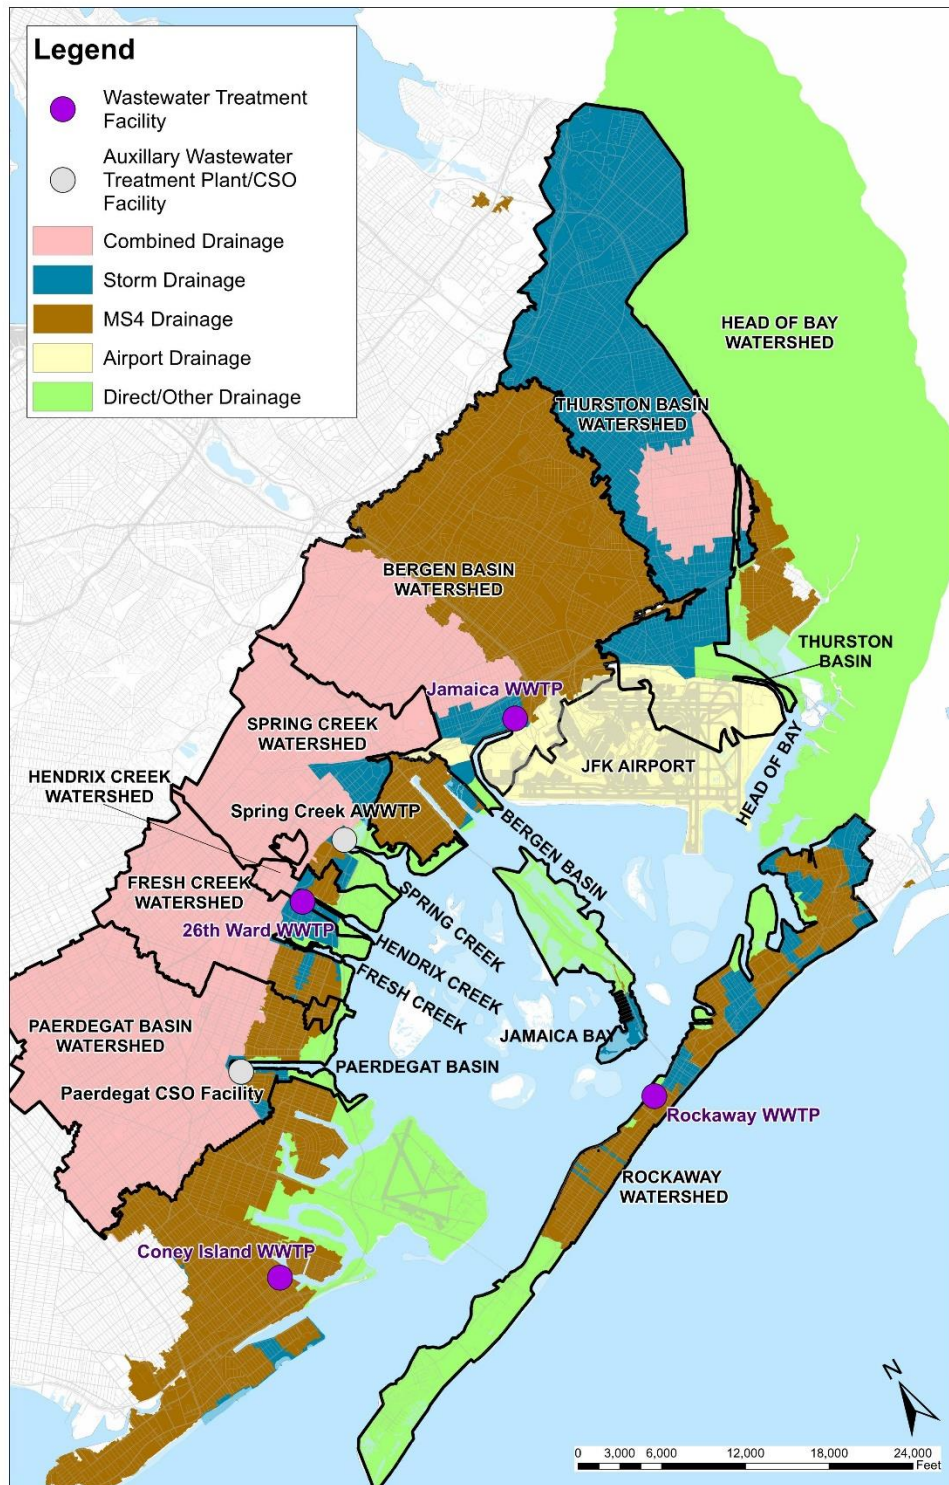 Legend
Wastewater Treatment
Facility
Auxillary Wastewater
Treatment Plant/CSO
Facility
Combined Drainage
Storm Drainage
MS4 Drainage
Airport Drainage
Direct/Other Drainage
HEAD OF BAY
WATERSHED
THURSTON BASIN
WATERSHED
BERGEN BASIN
WATERSHED
THURSTON
BASIN
Jamaica WWTP
SPRING CREEK
WATERSHED
JFK AIRPORT
HEAD OF BAY
HENDRIX CREEK
WATERSHED
Spring Creek AWWTP
BERGEN BASIN
FRESH CREEK
WATERSHED
SPRING CREEK
26th Ward WWTP
HENDRIX CREEK
FRESH CREEK
JAMAICA BAY
PAERDEGAT BASIN
WATERSHED
PAERDEGAT BASIN
Paerdegat CSO Facility
Rockaway WWTP
ROCKAWAY
WATERSHED
Coney Island WWTP
N
0 3,000 6,000 12,000 18,000 24,000
Feet